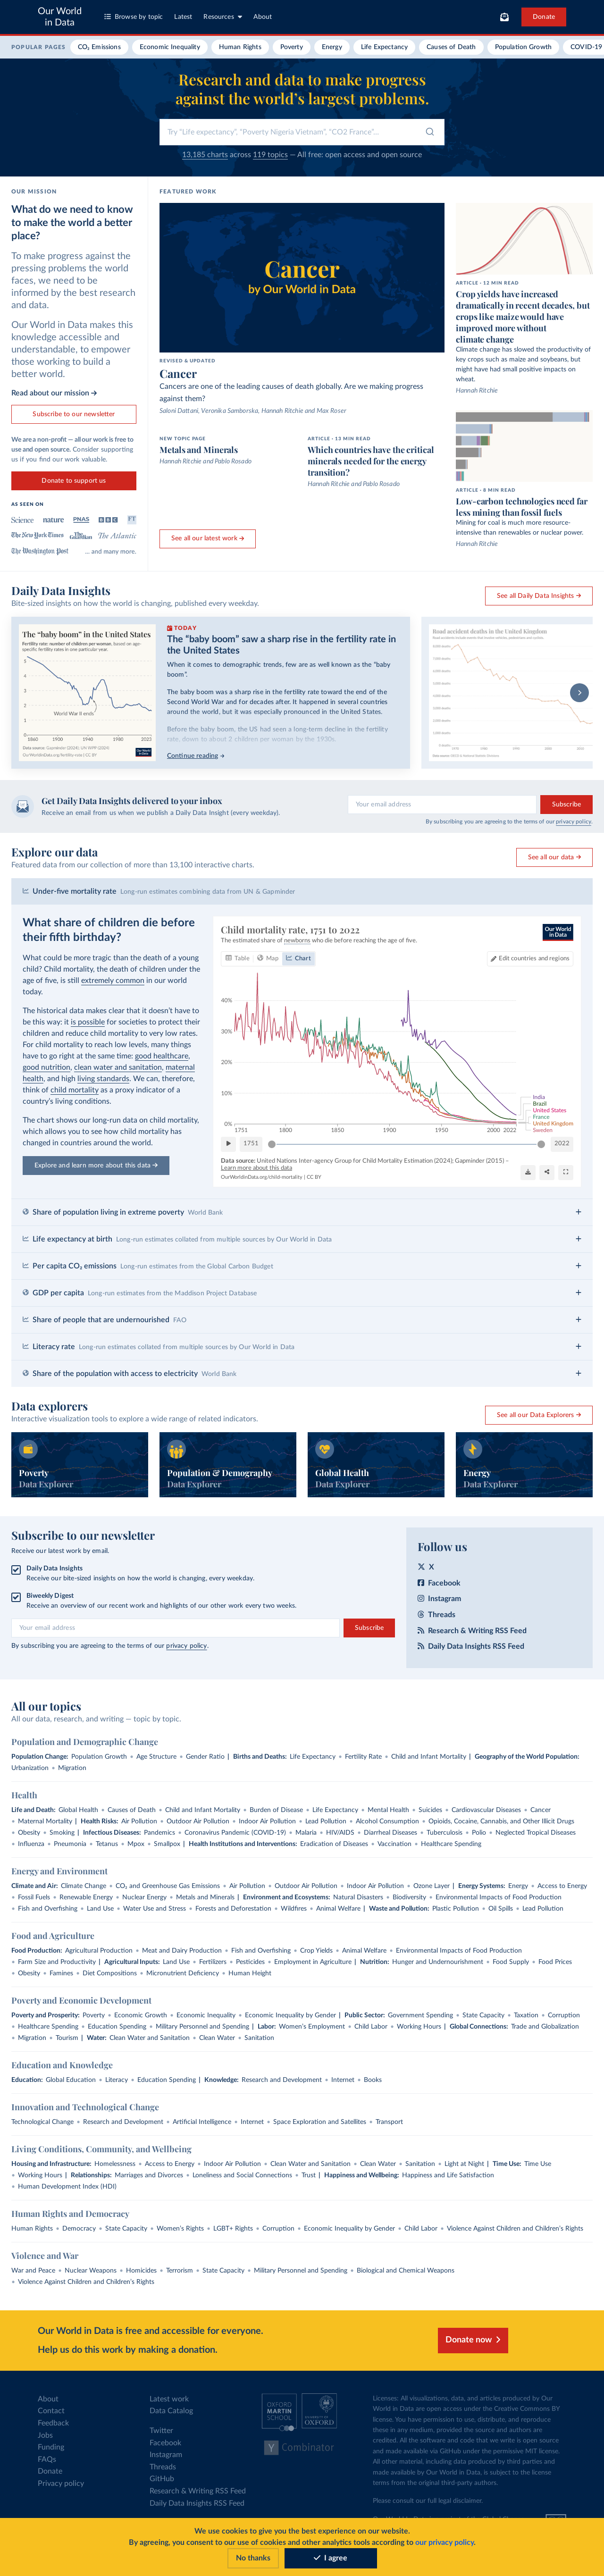 Our World
in Data
Browse by topic
Latest
Resources
About
Donate
POPULAR PAGES
CO₂ Emissions
Economic Inequality
Human Rights
Poverty
Energy
Life Expectancy
Causes of Death
Population Growth
COVID-19
Research and data to make progress
against the world’s largest problems.
Try "Life expectancy", "Poverty Nigeria Vietnam", "CO2 France"...
13,185 charts across 119 topics — All free: open access and open source
OUR MISSION
What do we need to know
to make the world a better
place?
To make progress against the
pressing problems the world
faces, we need to be
informed by the best research
and data.
Our World in Data makes this
knowledge accessible and
understandable, to empower
those working to build a
better world.
Read about our mission →
Subscribe to our newsletter
We are a non-profit — all our work is free to
use and open source. Consider supporting
us if you find our work valuable.
Donate to support us
AS SEEN ON
Science nature PNAS BBC FT
The New York Times The Guardian The Atlantic
The Washington Post ... and many more.
FEATURED WORK
Cancer
by Our World in Data
REVISED & UPDATED
Cancer
Cancers are one of the leading causes of death globally. Are we making progress
against them?
Saloni Dattani, Veronika Samborska, Hannah Ritchie and Max Roser
NEW TOPIC PAGE
Metals and Minerals
Hannah Ritchie and Pablo Rosado
ARTICLE · 13 MIN READ
Which countries have the critical
minerals needed for the energy
transition?
Hannah Ritchie and Pablo Rosado
See all our latest work →
ARTICLE · 12 MIN READ
Crop yields have increased
dramatically in recent decades, but
crops like maize would have
improved more without
climate change
Climate change has slowed the productivity of
key crops such as maize and soybeans, but
might have had small positive impacts on
wheat.
Hannah Ritchie
ARTICLE · 8 MIN READ
Low-carbon technologies need far
less mining than fossil fuels
Mining for coal is much more resource-
intensive than renewables or nuclear power.
Hannah Ritchie
Daily Data Insights
Bite-sized insights on how the world is changing, published every weekday.
See all Daily Data Insights →
The “baby boom” in the United States
Fertility rate: number of children per woman, based on age-
specific fertility rates in one particular year.
5
4
3
2
1
0
World War II ends
1860 1900 1940 1980 2023
TODAY
The “baby boom” saw a sharp rise in the fertility rate in
the United States
When it comes to demographic trends, few are as well known as the “baby
boom”.
The baby boom was a sharp rise in the fertility rate toward the end of the
Second World War and for decades after. It happened in several countries
around the world, but it was especially pronounced in the United States.
Before the baby boom, the US had seen a long-term decline in the fertility
rate, down to about 2 children per woman by the 1930s.
Continue reading →
Road accident deaths in the United Kingdom
Get Daily Data Insights delivered to your inbox
Receive an email from us when we publish a Daily Data Insight (every weekday).
Your email address
Subscribe
By subscribing you are agreeing to the terms of our privacy policy.
Explore our data
Featured data from our collection of more than 13,100 interactive charts.
See all our data →
Under-five mortality rate Long-run estimates combining data from UN & Gapminder
What share of children die before
their fifth birthday?
What could be more tragic than the death of a young
child? Child mortality, the death of children under the
age of five, is still extremely common in our world
today.
The historical data makes clear that it doesn’t have to
be this way: it is possible for societies to protect their
children and reduce child mortality to very low rates.
For child mortality to reach low levels, many things
have to go right at the same time: good healthcare,
good nutrition, clean water and sanitation, maternal
health, and high living standards. We can, therefore,
think of child mortality as a proxy indicator of a
country’s living conditions.
The chart shows our long-run data on child mortality,
which allows you to see how child mortality has
changed in countries around the world.
Explore and learn more about this data →
Child mortality rate, 1751 to 2022
The estimated share of newborns who die before reaching the age of five.
Our World
in Data
Table
Map
Chart
Edit countries and regions
40%
30%
20%
10%
0%
1751 1800 1850 1900 1950 2000 2022
India
Brazil
United States
France
United Kingdom
Sweden
1751
2022
Data source: United Nations Inter-agency Group for Child Mortality Estimation (2024); Gapminder (2015) –
Learn more about this data
OurWorldinData.org/child-mortality | CC BY
Share of population living in extreme poverty World Bank
Life expectancy at birth Long-run estimates collated from multiple sources by Our World in Data
Per capita CO₂ emissions Long-run estimates from the Global Carbon Budget
GDP per capita Long-run estimates from the Maddison Project Database
Share of people that are undernourished FAO
Literacy rate Long-run estimates collated from multiple sources by Our World in Data
Share of the population with access to electricity World Bank
Data explorers
Interactive visualization tools to explore a wide range of related indicators.
See all our Data Explorers →
Poverty
Data Explorer
Population & Demography
Data Explorer
Global Health
Data Explorer
Energy
Data Explorer
Subscribe to our newsletter
Receive our latest work by email.
Daily Data Insights
Receive our bite-sized insights on how the world is changing, every weekday.
Biweekly Digest
Receive an overview of our recent work and highlights of our other work every two weeks.
Your email address
Subscribe
By subscribing you are agreeing to the terms of our privacy policy.
Follow us
X
Facebook
Instagram
Threads
Research & Writing RSS Feed
Daily Data Insights RSS Feed
All our topics
All our data, research, and writing — topic by topic.
Population and Demographic Change
Population Change: Population Growth • Age Structure • Gender Ratio | Births and Deaths: Life Expectancy • Fertility Rate • Child and Infant Mortality | Geography of the World Population:
Urbanization • Migration
Health
Life and Death: Global Health • Causes of Death • Child and Infant Mortality • Burden of Disease • Life Expectancy • Mental Health • Suicides • Cardiovascular Diseases • Cancer
• Maternal Mortality | Health Risks: Air Pollution • Outdoor Air Pollution • Indoor Air Pollution • Lead Pollution • Alcohol Consumption • Opioids, Cocaine, Cannabis, and Other Illicit Drugs
• Obesity • Smoking | Infectious Diseases: Pandemics • Coronavirus Pandemic (COVID-19) • Malaria • HIV/AIDS • Diarrheal Diseases • Tuberculosis • Polio • Neglected Tropical Diseases
• Influenza • Pneumonia • Tetanus • Mpox • Smallpox | Health Institutions and Interventions: Eradication of Diseases • Vaccination • Healthcare Spending
Energy and Environment
Climate and Air: Climate Change • CO₂ and Greenhouse Gas Emissions • Air Pollution • Outdoor Air Pollution • Indoor Air Pollution • Ozone Layer | Energy Systems: Energy • Access to Energy
• Fossil Fuels • Renewable Energy • Nuclear Energy • Metals and Minerals | Environment and Ecosystems: Natural Disasters • Biodiversity • Environmental Impacts of Food Production
• Fish and Overfishing • Land Use • Water Use and Stress • Forests and Deforestation • Wildfires • Animal Welfare | Waste and Pollution: Plastic Pollution • Oil Spills • Lead Pollution
Food and Agriculture
Food Production: Agricultural Production • Meat and Dairy Production • Fish and Overfishing • Crop Yields • Animal Welfare • Environmental Impacts of Food Production
• Farm Size and Productivity | Agricultural Inputs: Land Use • Fertilizers • Pesticides • Employment in Agriculture | Nutrition: Hunger and Undernourishment • Food Supply • Food Prices
• Obesity • Famines • Diet Compositions • Micronutrient Deficiency • Human Height
Poverty and Economic Development
Poverty and Prosperity: Poverty • Economic Growth • Economic Inequality • Economic Inequality by Gender | Public Sector: Government Spending • State Capacity • Taxation • Corruption
• Healthcare Spending • Education Spending • Military Personnel and Spending | Labor: Women’s Employment • Child Labor • Working Hours | Global Connections: Trade and Globalization
• Migration • Tourism | Water: Clean Water and Sanitation • Clean Water • Sanitation
Education and Knowledge
Education: Global Education • Literacy • Education Spending | Knowledge: Research and Development • Internet • Books
Innovation and Technological Change
Technological Change • Research and Development • Artificial Intelligence • Internet • Space Exploration and Satellites • Transport
Living Conditions, Community, and Wellbeing
Housing and Infrastructure: Homelessness • Access to Energy • Indoor Air Pollution • Clean Water and Sanitation • Clean Water • Sanitation • Light at Night | Time Use: Time Use
• Working Hours | Relationships: Marriages and Divorces • Loneliness and Social Connections • Trust | Happiness and Wellbeing: Happiness and Life Satisfaction
• Human Development Index (HDI)
Human Rights and Democracy
Human Rights • Democracy • State Capacity • Women’s Rights • LGBT+ Rights • Corruption • Economic Inequality by Gender • Child Labor • Violence Against Children and Children’s Rights
Violence and War
War and Peace • Nuclear Weapons • Homicides • Terrorism • State Capacity • Military Personnel and Spending • Biological and Chemical Weapons
• Violence Against Children and Children’s Rights
Our World in Data is free and accessible for everyone.
Help us do this work by making a donation.
Donate now
About
Contact
Feedback
Jobs
Funding
FAQs
Donate
Privacy policy
Latest work
Data Catalog
Twitter
Facebook
Instagram
Threads
GitHub
Research & Writing RSS Feed
Daily Data Insights RSS Feed
OXFORD
MARTIN
SCHOOL
UNIVERSITY OF
OXFORD
Y Combinator
Licenses: All visualizations, data, and articles produced by Our
World in Data are open access under the Creative Commons BY
license. You have permission to use, distribute, and reproduce
these in any medium, provided the source and authors are
credited. All the software and code that we write is open source
and made available via GitHub under the permissive MIT license.
All other material, including data produced by third parties and
made available by Our World in Data, is subject to the license
terms from the original third-party authors.
Please consult our full legal disclaimer.
We use cookies to give you the best experience on our website.
By agreeing, you consent to our use of cookies and other analytics tools according to our privacy policy.
No thanks
I agree